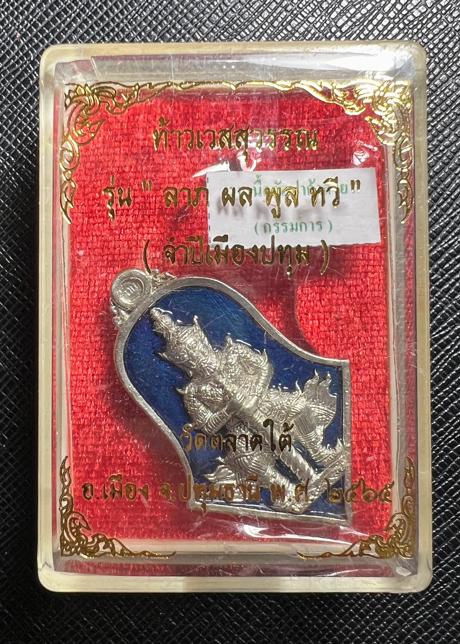 ท้าวเวสสุวรรณ
รุ่น " ลาภ ผล พูล ทวี "
(กรรมการ)
( จำปีเมืองปทุม )
วัดตลาดใต้
อ.เมือง จ.ปทุมธานี พ.ศ. ๒๕๖๕